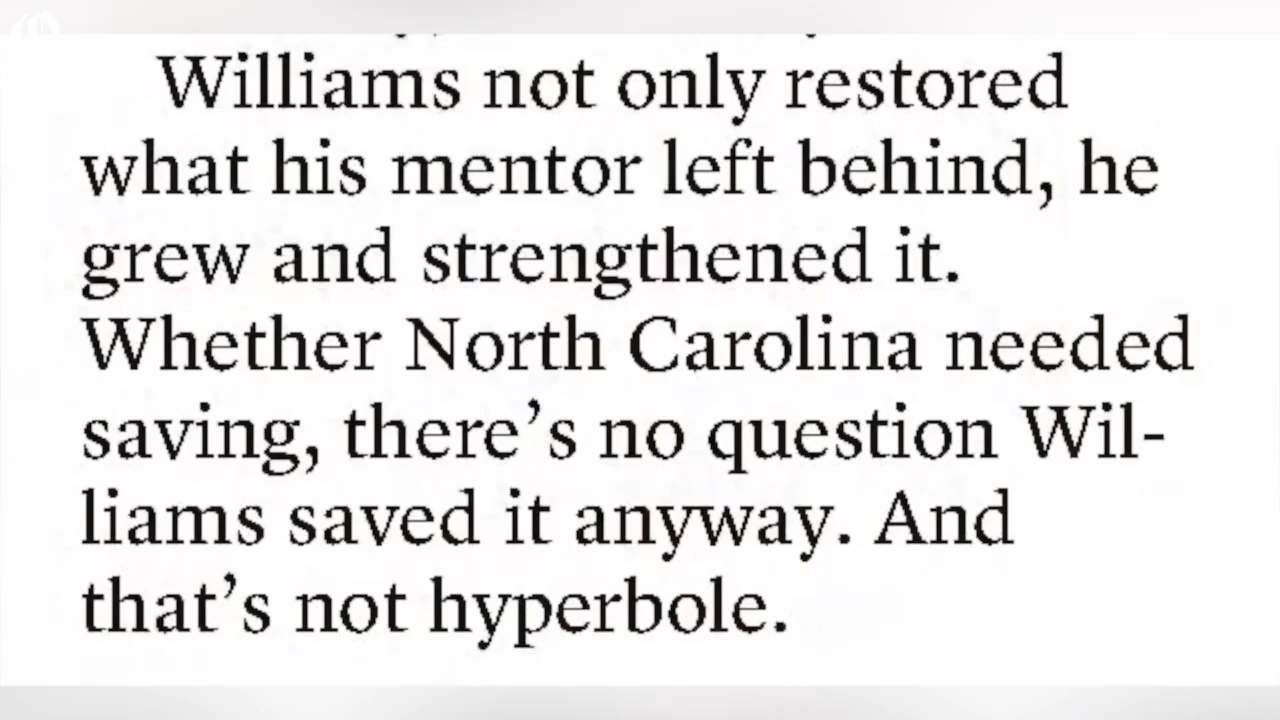 Williams not only restored
what his mentor left behind, he
grew and strengthened it.
Whether North Carolina needed
saving, there’s no question Wil-
liams saved it anyway. And
that’s not hyperbole.